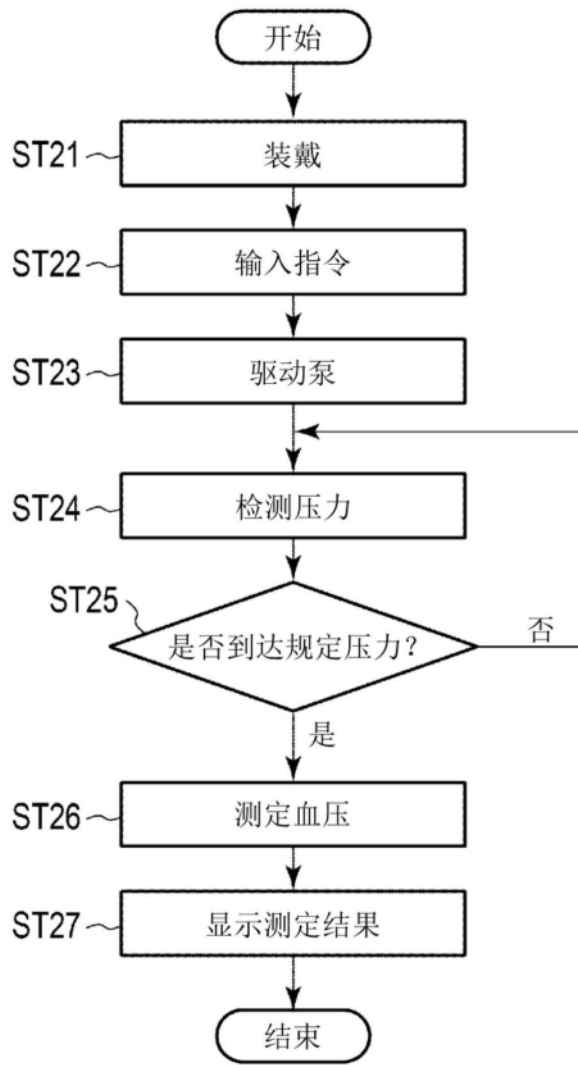 开始
ST21 装戴
ST22 输入指令
ST23 驱动泵
ST24 检测压力
ST25 是否到达规定压力?
否
是
ST26 测定血压
ST27 显示测定结果
结束